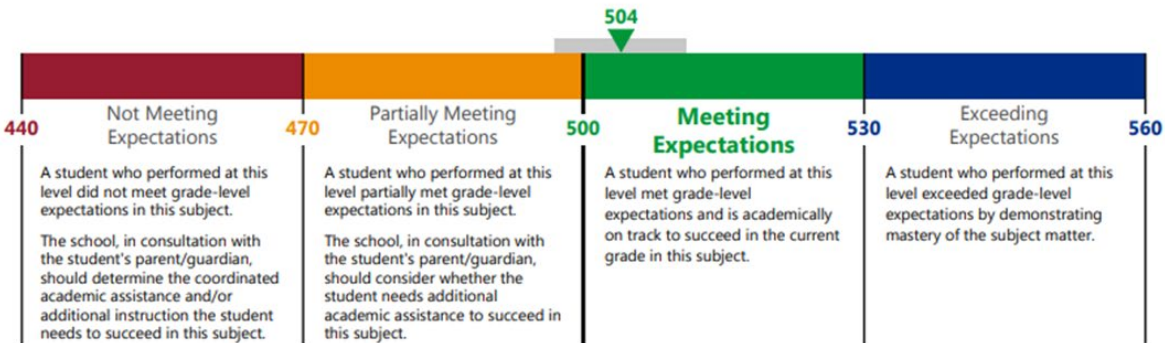 504
440
Not Meeting
Expectations
470
Partially Meeting
Expectations
500
Meeting
Expectations
530
Exceeding
Expectations
560
A student who performed at this
level did not meet grade-level
expectations in this subject.
The school, in consultation with
the student's parent/guardian,
should determine the coordinated
academic assistance and/or
additional instruction the student
needs to succeed in this subject.
A student who performed at this
level partially met grade-level
expectations in this subject.
The school, in consultation with
the student's parent/guardian,
should consider whether the
student needs additional
academic assistance to succeed in
this subject.
A student who performed at this
level met grade-level
expectations and is academically
on track to succeed in the current
grade in this subject.
A student who performed at this
level exceeded grade-level
expectations by demonstrating
mastery of the subject matter.